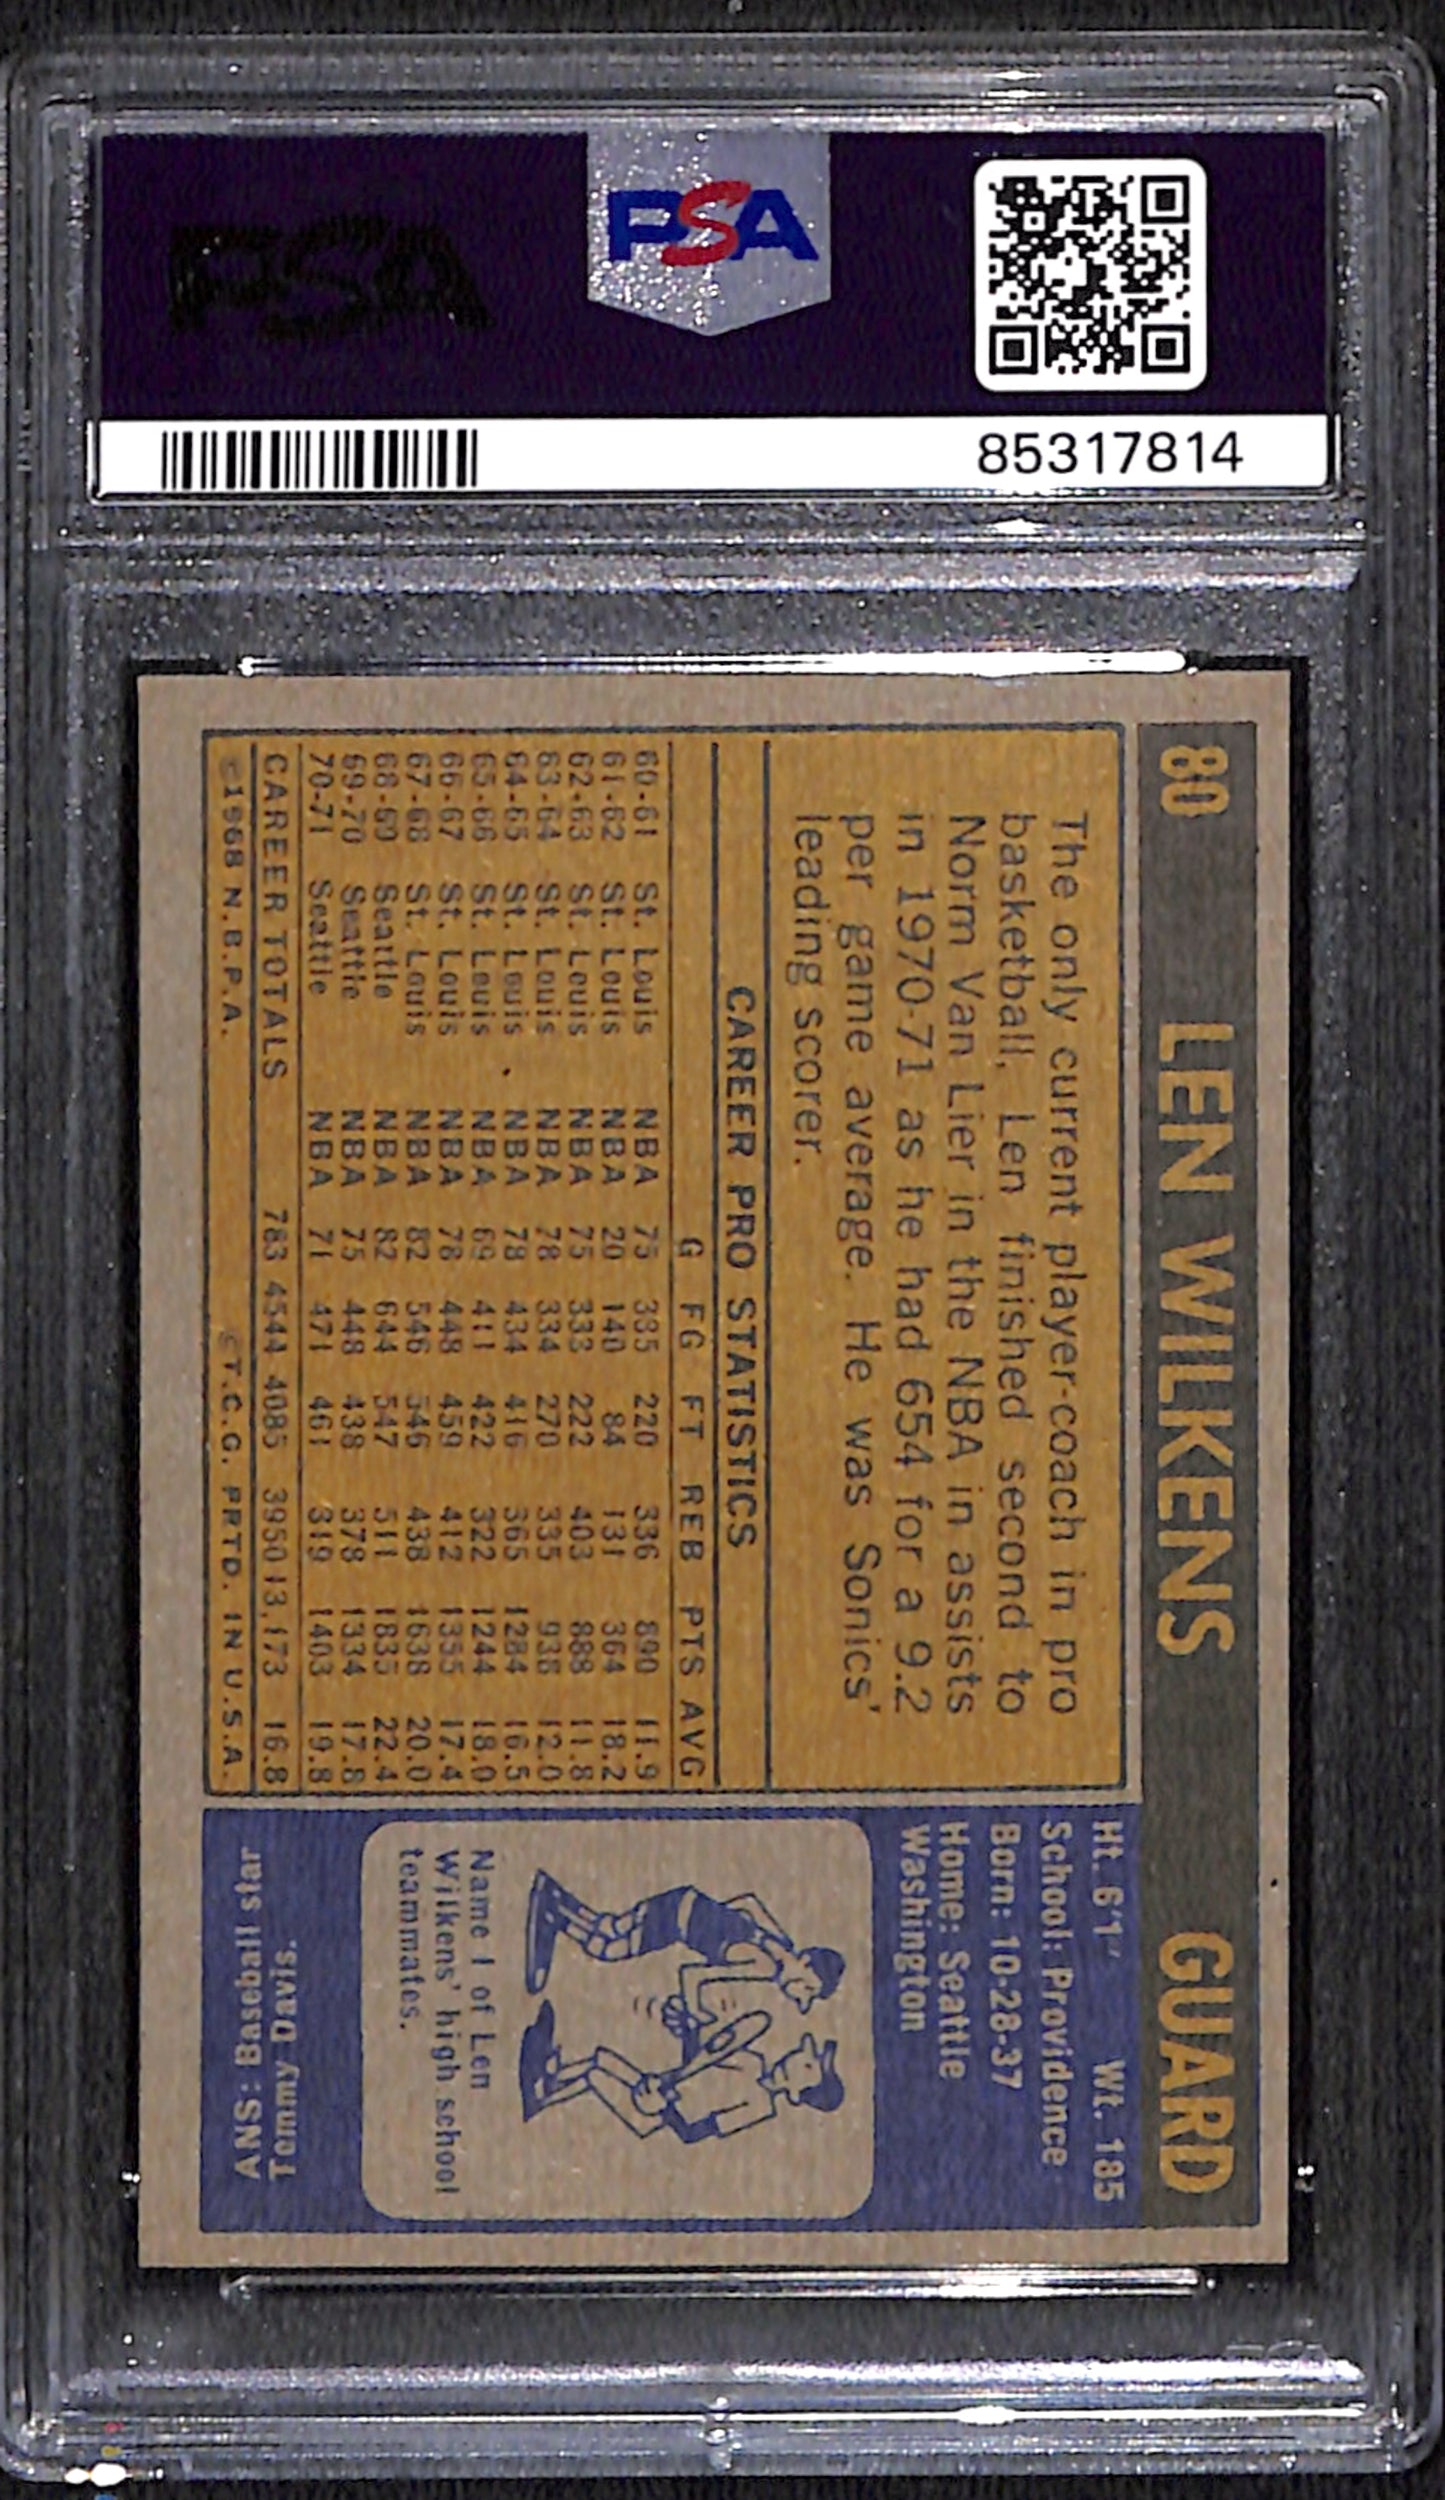 PSA
PSA
85317814
80 LEN WILKENS GUARD
The only current player-coach in pro
basketball, Len finished second to
Norm Van Lier in the NBA in assists
in 1970-71 as he had 654 for a 9.2
per game average. He was Sonics'
leading scorer.
CAREER PRO STATISTICS
G FG FT REB PTS AVG
60-61 St. Louis NBA 75 335 220 336 890 11.9
61-62 St. Louis NBA 20 140 84 131 364 18.2
62-63 St. Louis NBA 75 333 222 403 888 11.8
63-64 St. Louis NBA 78 334 270 335 938 12.0
64-65 St. Louis NBA 78 434 416 365 1284 16.5
65-66 St. Louis NBA 69 411 422 322 1244 18.0
66-67 St. Louis NBA 78 448 459 412 1355 17.4
67-68 St. Louis NBA 82 546 546 438 1638 20.0
68-69 Seattle NBA 82 644 547 511 1835 22.4
69-70 Seattle NBA 75 448 438 378 1334 17.8
70-71 Seattle NBA 71 471 461 319 1403 19.8
CAREER TOTALS 783 4544 4085 3950 13,173 16.8
©1968 N.B.P.A. ©T.C.G. PRTD. IN U.S.A.
Ht. 6'1" Wt. 185
School: Providence
Born: 10-28-37
Home: Seattle
Washington
Name 1 of Len
Wilkens' high school
teammates.
ANS: Baseball star
Tommy Davis.